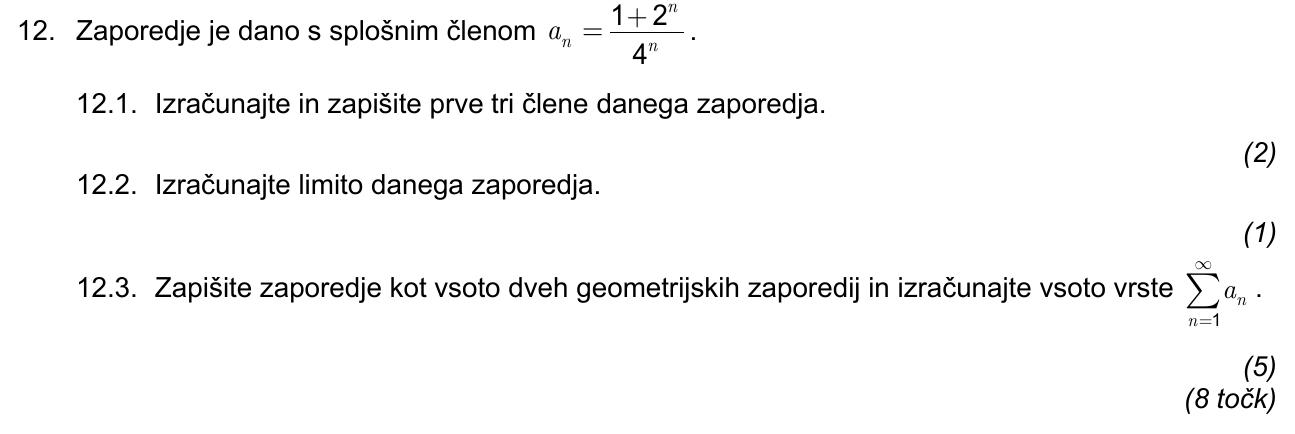 12. Zaporedje je dano s splošnim členom $a_n = \frac{1+2^n}{4^n}$.
12.1. Izračunajte in zapišite prve tri člene danega zaporedja.
(2)
12.2. Izračunajte limito danega zaporedja.
(1)
12.3. Zapišite zaporedje kot vsoto dveh geometrijskih zaporedij in izračunajte vsoto vrste $\sum_{n=1}^{\infty} a_n$.
(5)
(8 točk)